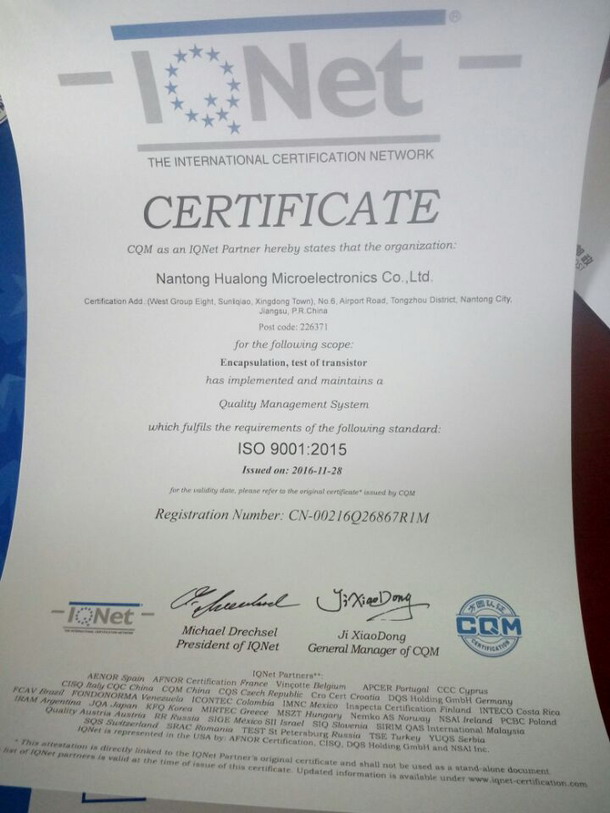 IQNet®
THE INTERNATIONAL CERTIFICATION NETWORK
CERTIFICATE
CQM as an IQNet Partner hereby states that the organization:
Nantong Hualong Microelectronics Co.,Ltd.
Certification Add. (West Group Eight, Sunliqiao, Xingdong Town), No.6, Airport Road, Tongzhou District, Nantong City,
Jiangsu, P.R.China
Post code: 226371
for the following scope:
Encapsulation, test of transistor
has implemented and maintains a
Quality Management System
which fulfils the requirements of the following standard:
ISO 9001:2015
Issued on: 2016-11-28
for the validity date, please refer to the original certificate* issued by CQM
Registration Number: CN-00216Q26867R1M
Ji XiaoDong
IQNet
THE INTERNATIONAL CERTIFICATION NETWORK
Michael Drechsel
President of IQNet
Ji XiaoDong
General Manager of CQM
方圆认证
CQM
CERTIFICATION
IQNet Partners**:
AENOR Spain AFNOR Certification France Vinçotte Belgium APCER Portugal CCC Cyprus
CISQ Italy CQC China CQM China CQS Czech Republic Cro Cert Croatia DQS Holding GmbH Germany
FCAV Brazil FONDONORMA Venezuela ICONTEC Colombia IMNC Mexico Inspecta Certification Finland INTECO Costa Rica
IRAM Argentina JQA Japan KFQ Korea MIRTEC Greece MSZT Hungary Nemko AS Norway NSAI Ireland PCBC Poland
Quality Austria Austria RR Russia SIGE México SII Israel SIQ Slovenia SIRIM QAS International Malaysia
SQS Switzerland SRAC Romania TEST St Petersburg Russia TSE Turkey YUQS Serbia
IQNet is represented in the USA by: AFNOR Certification, CISQ, DQS Holding GmbH and NSAI Inc.
* This attestation is directly linked to the IQNet Partner's original certificate and shall not be used as a stand-alone document
list of IQNet partners is valid at the time of issue of this certificate. Updated information is available under www.iqnet-certification.com